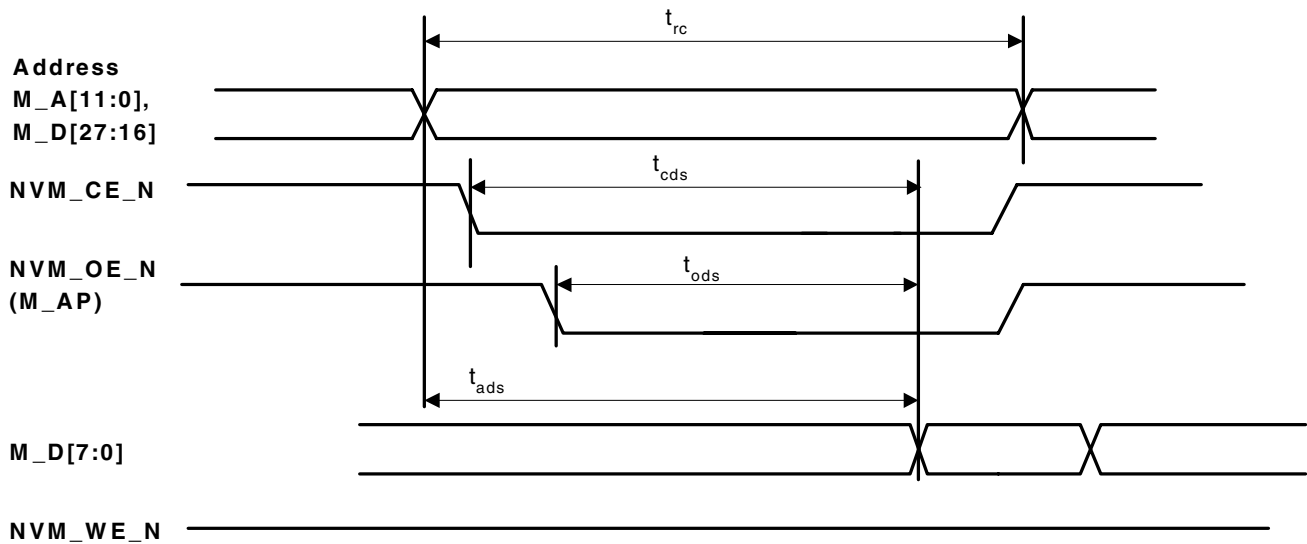 t_rc
Address
M_A[11:0],
M_D[27:16]
t_cds
NVM_CE_N
NVM_OE_N
t_ods
(M_AP)
t_ads
M_D[7:0]
NVM_WE_N